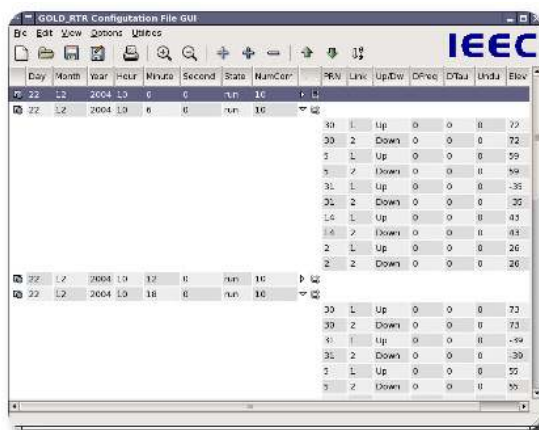 GOLD_RTR Configutation File GUI
File Edit View Options Utilities
IEEC
Day Month Year Hour Minute Second State NumCorr PRN Link Up/Dw DFreq DTau Undu Elev
22 12 2004 10 0 0 run 10
22 12 2004 10 6 0 run 10
30 1 Up 0 0 0 72
30 2 Down 0 0 0 72
5 1 Up 0 0 0 59
5 2 Down 0 0 0 59
31 1 Up 0 0 0 -35
31 2 Down 0 0 0 -35
14 1 Up 0 0 0 43
14 2 Down 0 0 0 43
2 1 Up 0 0 0 26
2 2 Down 0 0 0 26
22 12 2004 10 12 0 run 10
22 12 2004 10 18 0 run 10
30 1 Up 0 0 0 73
30 2 Down 0 0 0 73
31 1 Up 0 0 0 -39
31 2 Down 0 0 0 -39
5 1 Up 0 0 0 55
5 2 Down 0 0 0 55